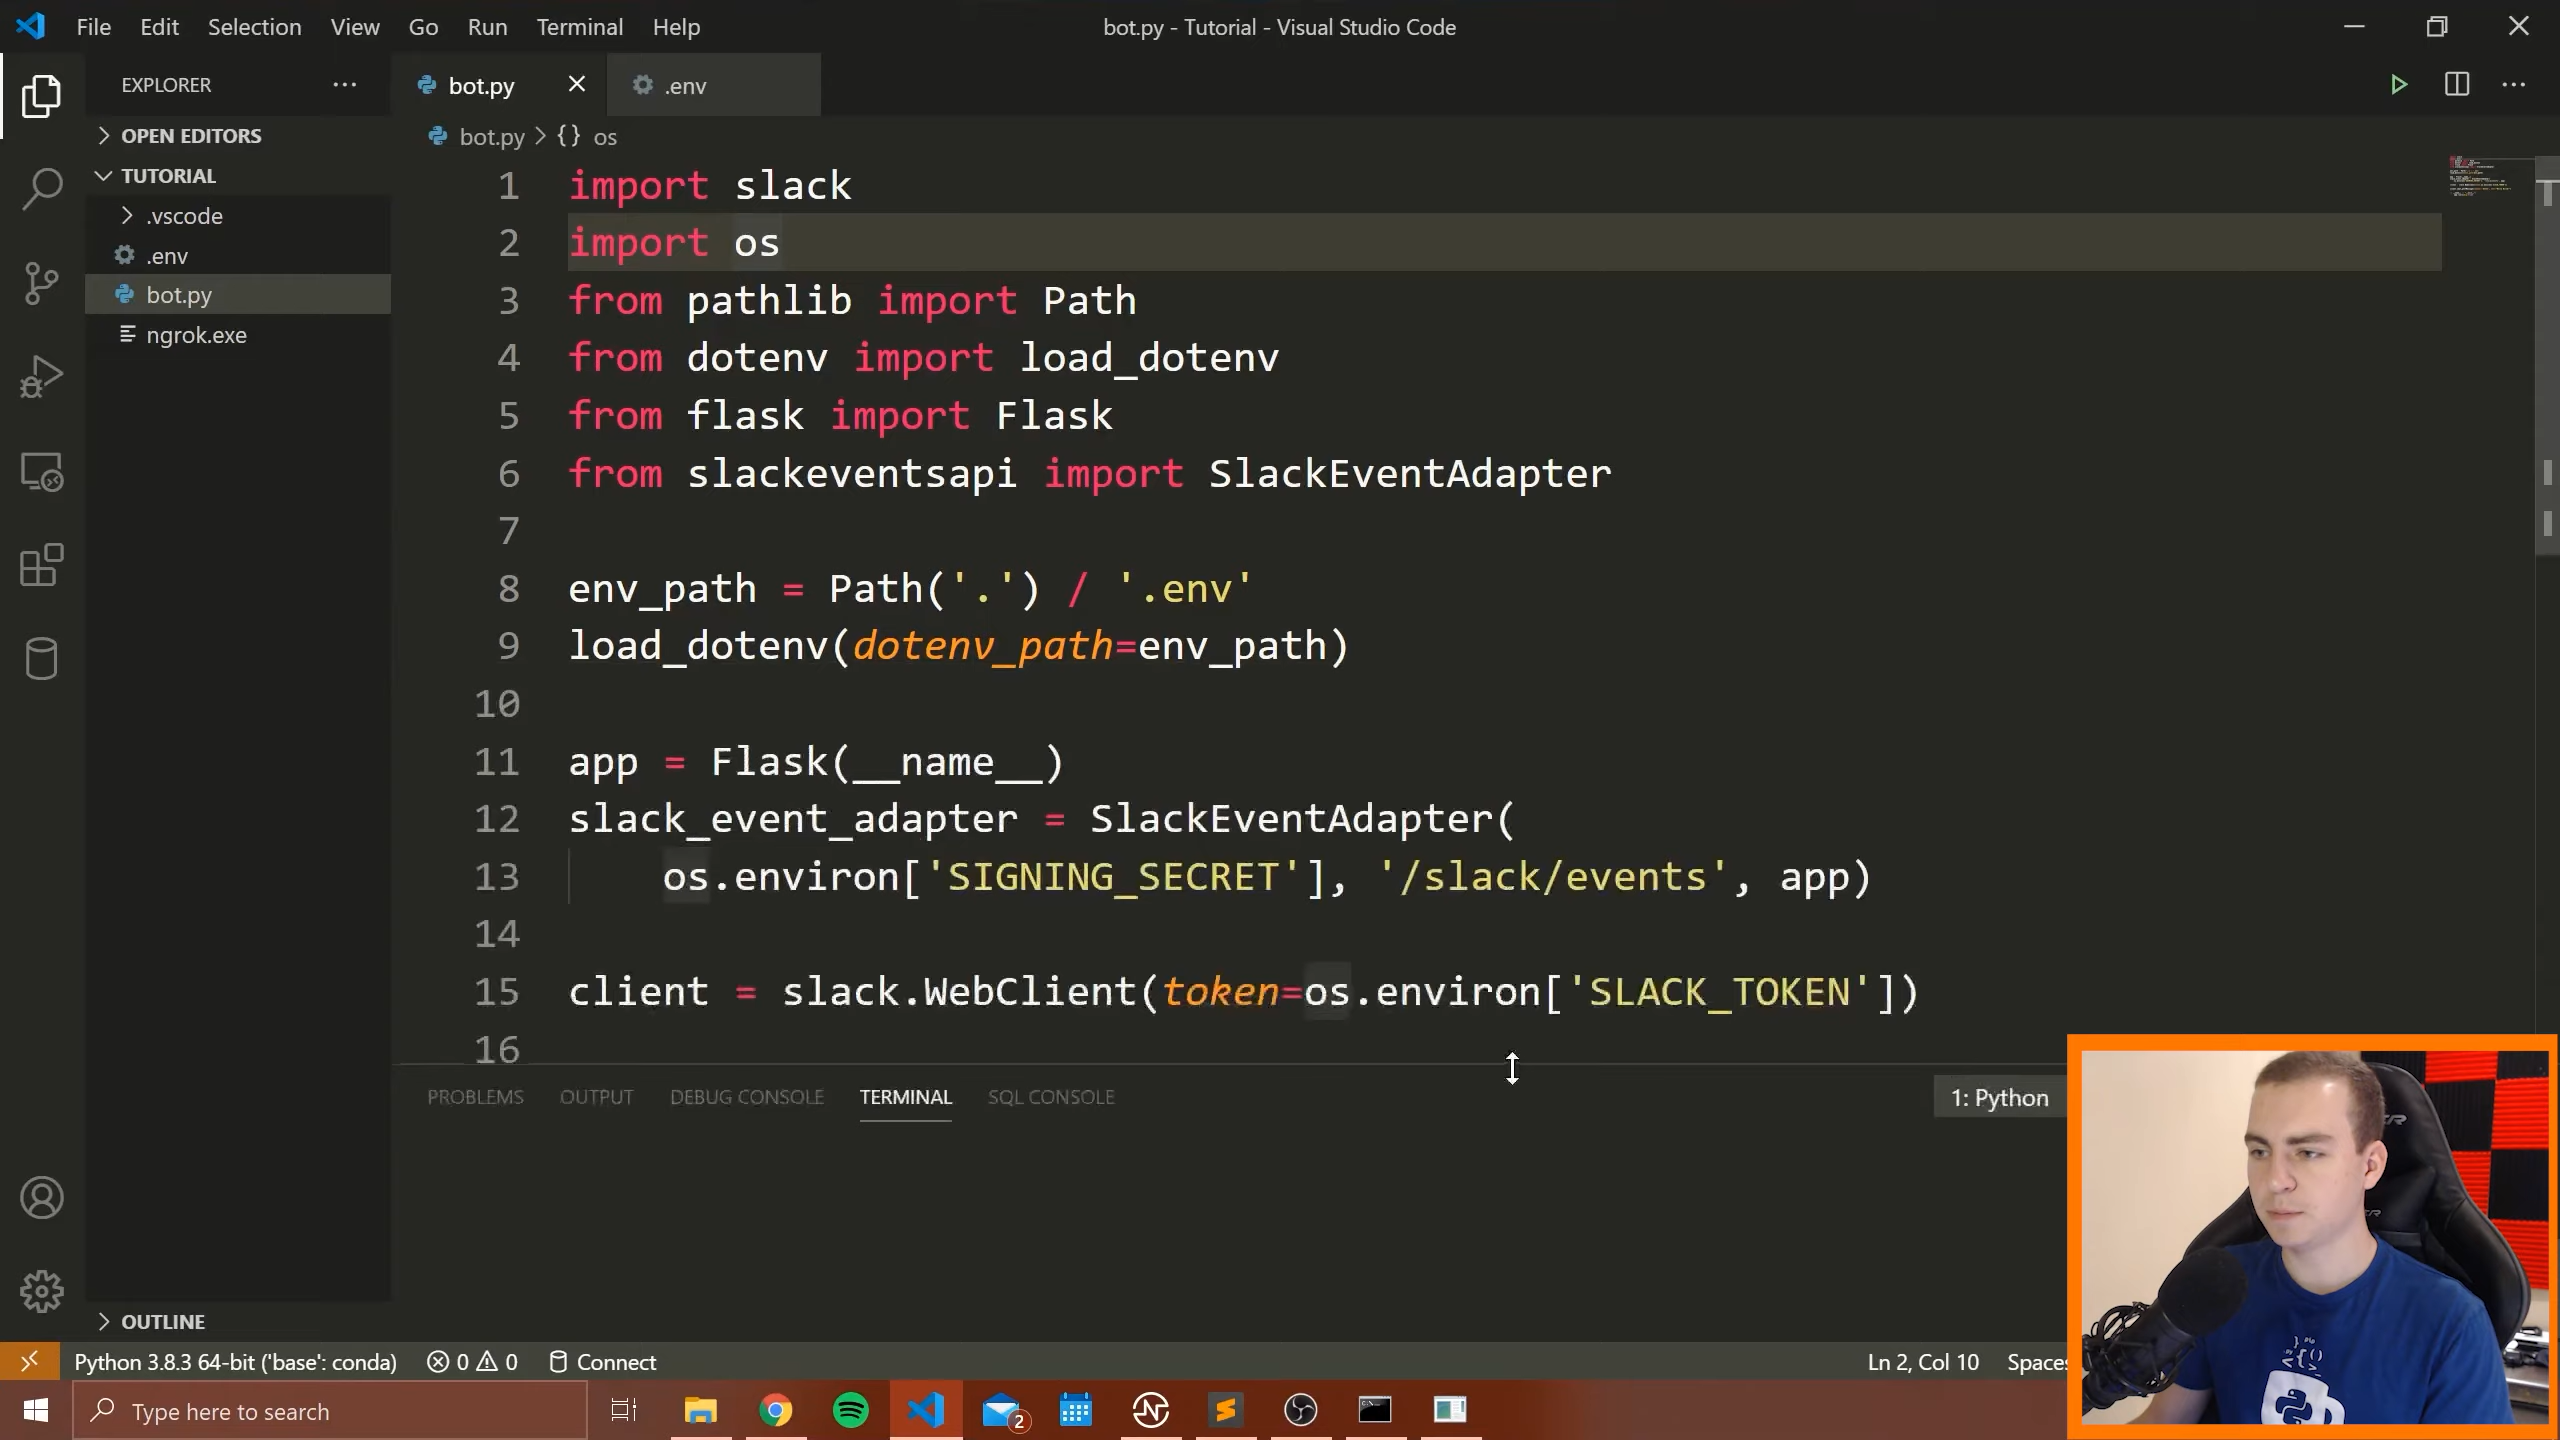 File Edit Selection View Go Run Terminal Help
bot.py - Tutorial - Visual Studio Code
EXPLORER
bot.py
.env
OPEN EDITORS
bot.py > {} os
TUTORIAL
.vscode
.env
bot.py
ngrok.exe
1 import slack
2 import os
3 from pathlib import Path
4 from dotenv import load_dotenv
5 from flask import Flask
6 from slackeventsapi import SlackEventAdapter
7
8 env_path = Path('.') / '.env'
9 load_dotenv(dotenv_path=env_path)
10
11 app = Flask(__name__)
12 slack_event_adapter = SlackEventAdapter(
13 os.environ['SIGNING_SECRET'], '/slack/events', app)
14
15 client = slack.WebClient(token=os.environ['SLACK_TOKEN'])
16
PROBLEMS OUTPUT DEBUG CONSOLE TERMINAL SQL CONSOLE
1: Python
OUTLINE
Python 3.8.3 64-bit ('base': conda) 0 0 Connect
Ln 2, Col 10 Spaces
Type here to search
2